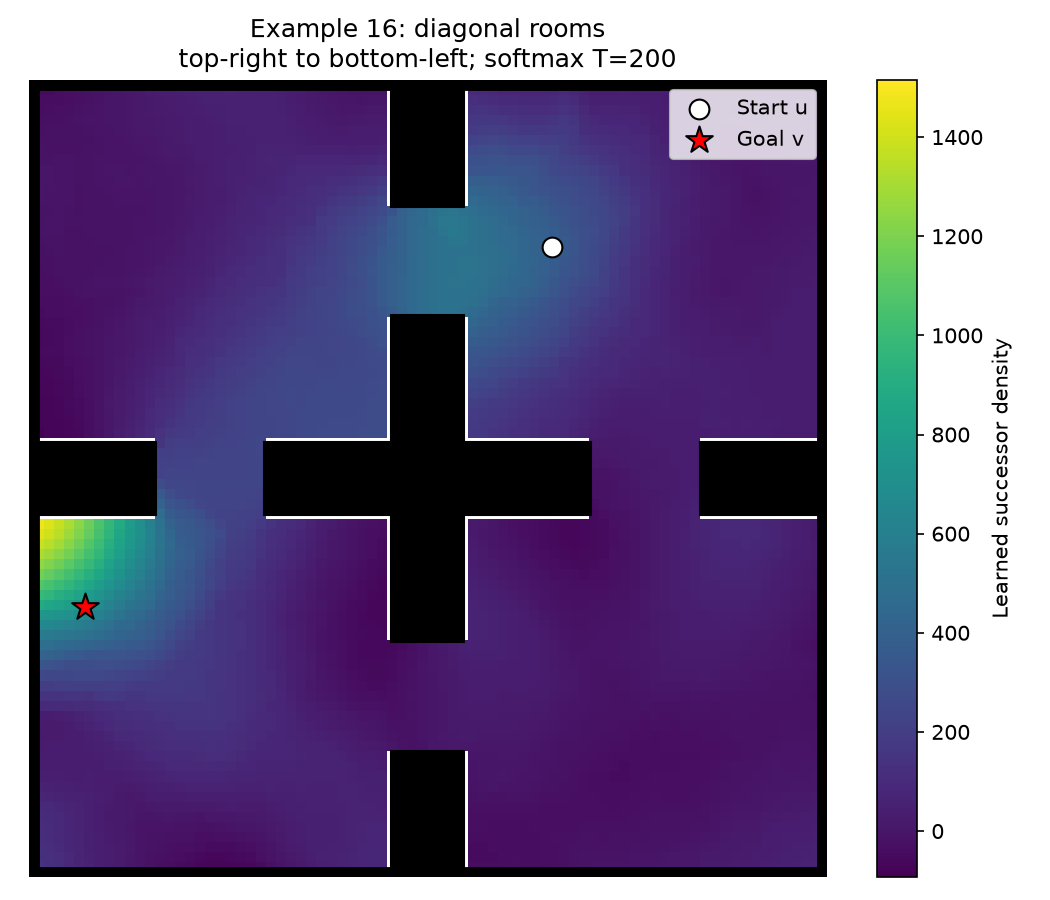 Example 16: diagonal rooms
top-right to bottom-left; softmax T=200
Start u
Goal v
1400
1200
1000
800
600
400
200
0
Learned successor density